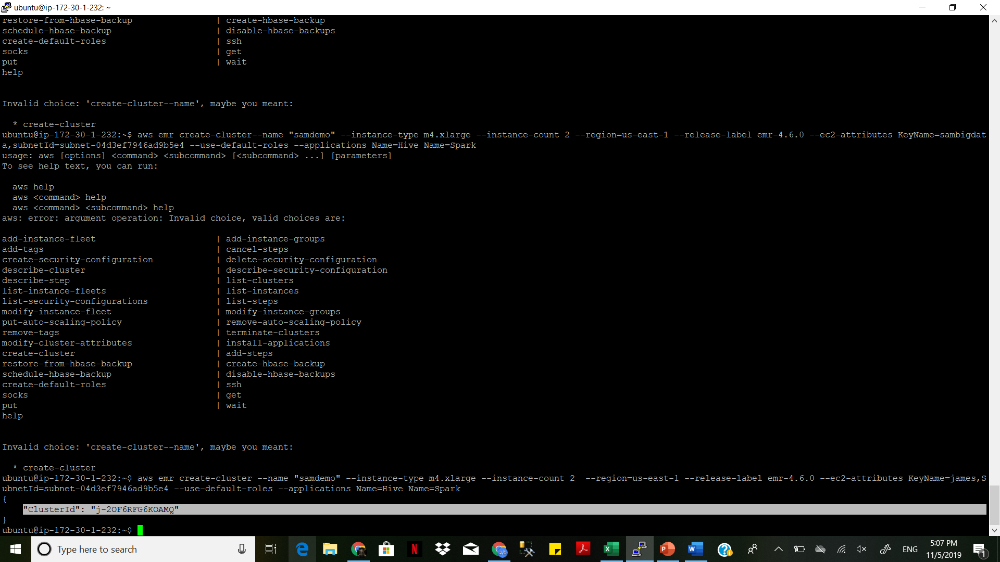 ubuntu@ip-172-30-1-232: ~
restore-from-hbase-backup | create-hbase-backup
schedule-hbase-backup | disable-hbase-backups
create-default-roles | ssh
socks | get
put | wait
help
Invalid choice: 'create-cluster--name', maybe you meant:
* create-cluster
ubuntu@ip-172-30-1-232:~$ aws emr create-cluster--name "samdemo" --instance-type m4.xlarge --instance-count 2 --region=us-east-1 --release-label emr-4.6.0 --ec2-attributes KeyName=sambigdat
a,subnetId=subnet-04d3ef7946ad9b5e4 --use-default-roles --applications Name=Hive Name=Spark
usage: aws [options] <command> <subcommand> [<subcommand> ...] [parameters]
To see help text, you can run:
aws help
aws <command> help
aws <command> <subcommand> help
aws: error: argument operation: Invalid choice, valid choices are:
add-instance-fleet | add-instance-groups
add-tags | cancel-steps
create-security-configuration | delete-security-configuration
describe-cluster | describe-security-configuration
describe-step | list-clusters
list-instance-fleets | list-instances
list-security-configurations | list-steps
modify-instance-fleet | modify-instance-groups
put-auto-scaling-policy | remove-auto-scaling-policy
remove-tags | terminate-clusters
modify-cluster-attributes | install-applications
create-cluster | add-steps
restore-from-hbase-backup | create-hbase-backup
schedule-hbase-backup | disable-hbase-backups
create-default-roles | ssh
socks | get
put | wait
help
Invalid choice: 'create-cluster--name', maybe you meant:
* create-cluster
ubuntu@ip-172-30-1-232:~$ aws emr create-cluster --name "samdemo" --instance-type m4.xlarge --instance-count 2  --region=us-east-1 --release-label emr-4.6.0 --ec2-attributes KeyName=james,S
ubnetId=subnet-04d3ef7946ad9b5e4 --use-default-roles --applications Name=Hive Name=Spark
{
"ClusterId": "j-2OF6RFG6KOAMQ"
}
ubuntu@ip-172-30-1-232:~$
Type here to search
ENG
5:07 PM
11/5/2019
1